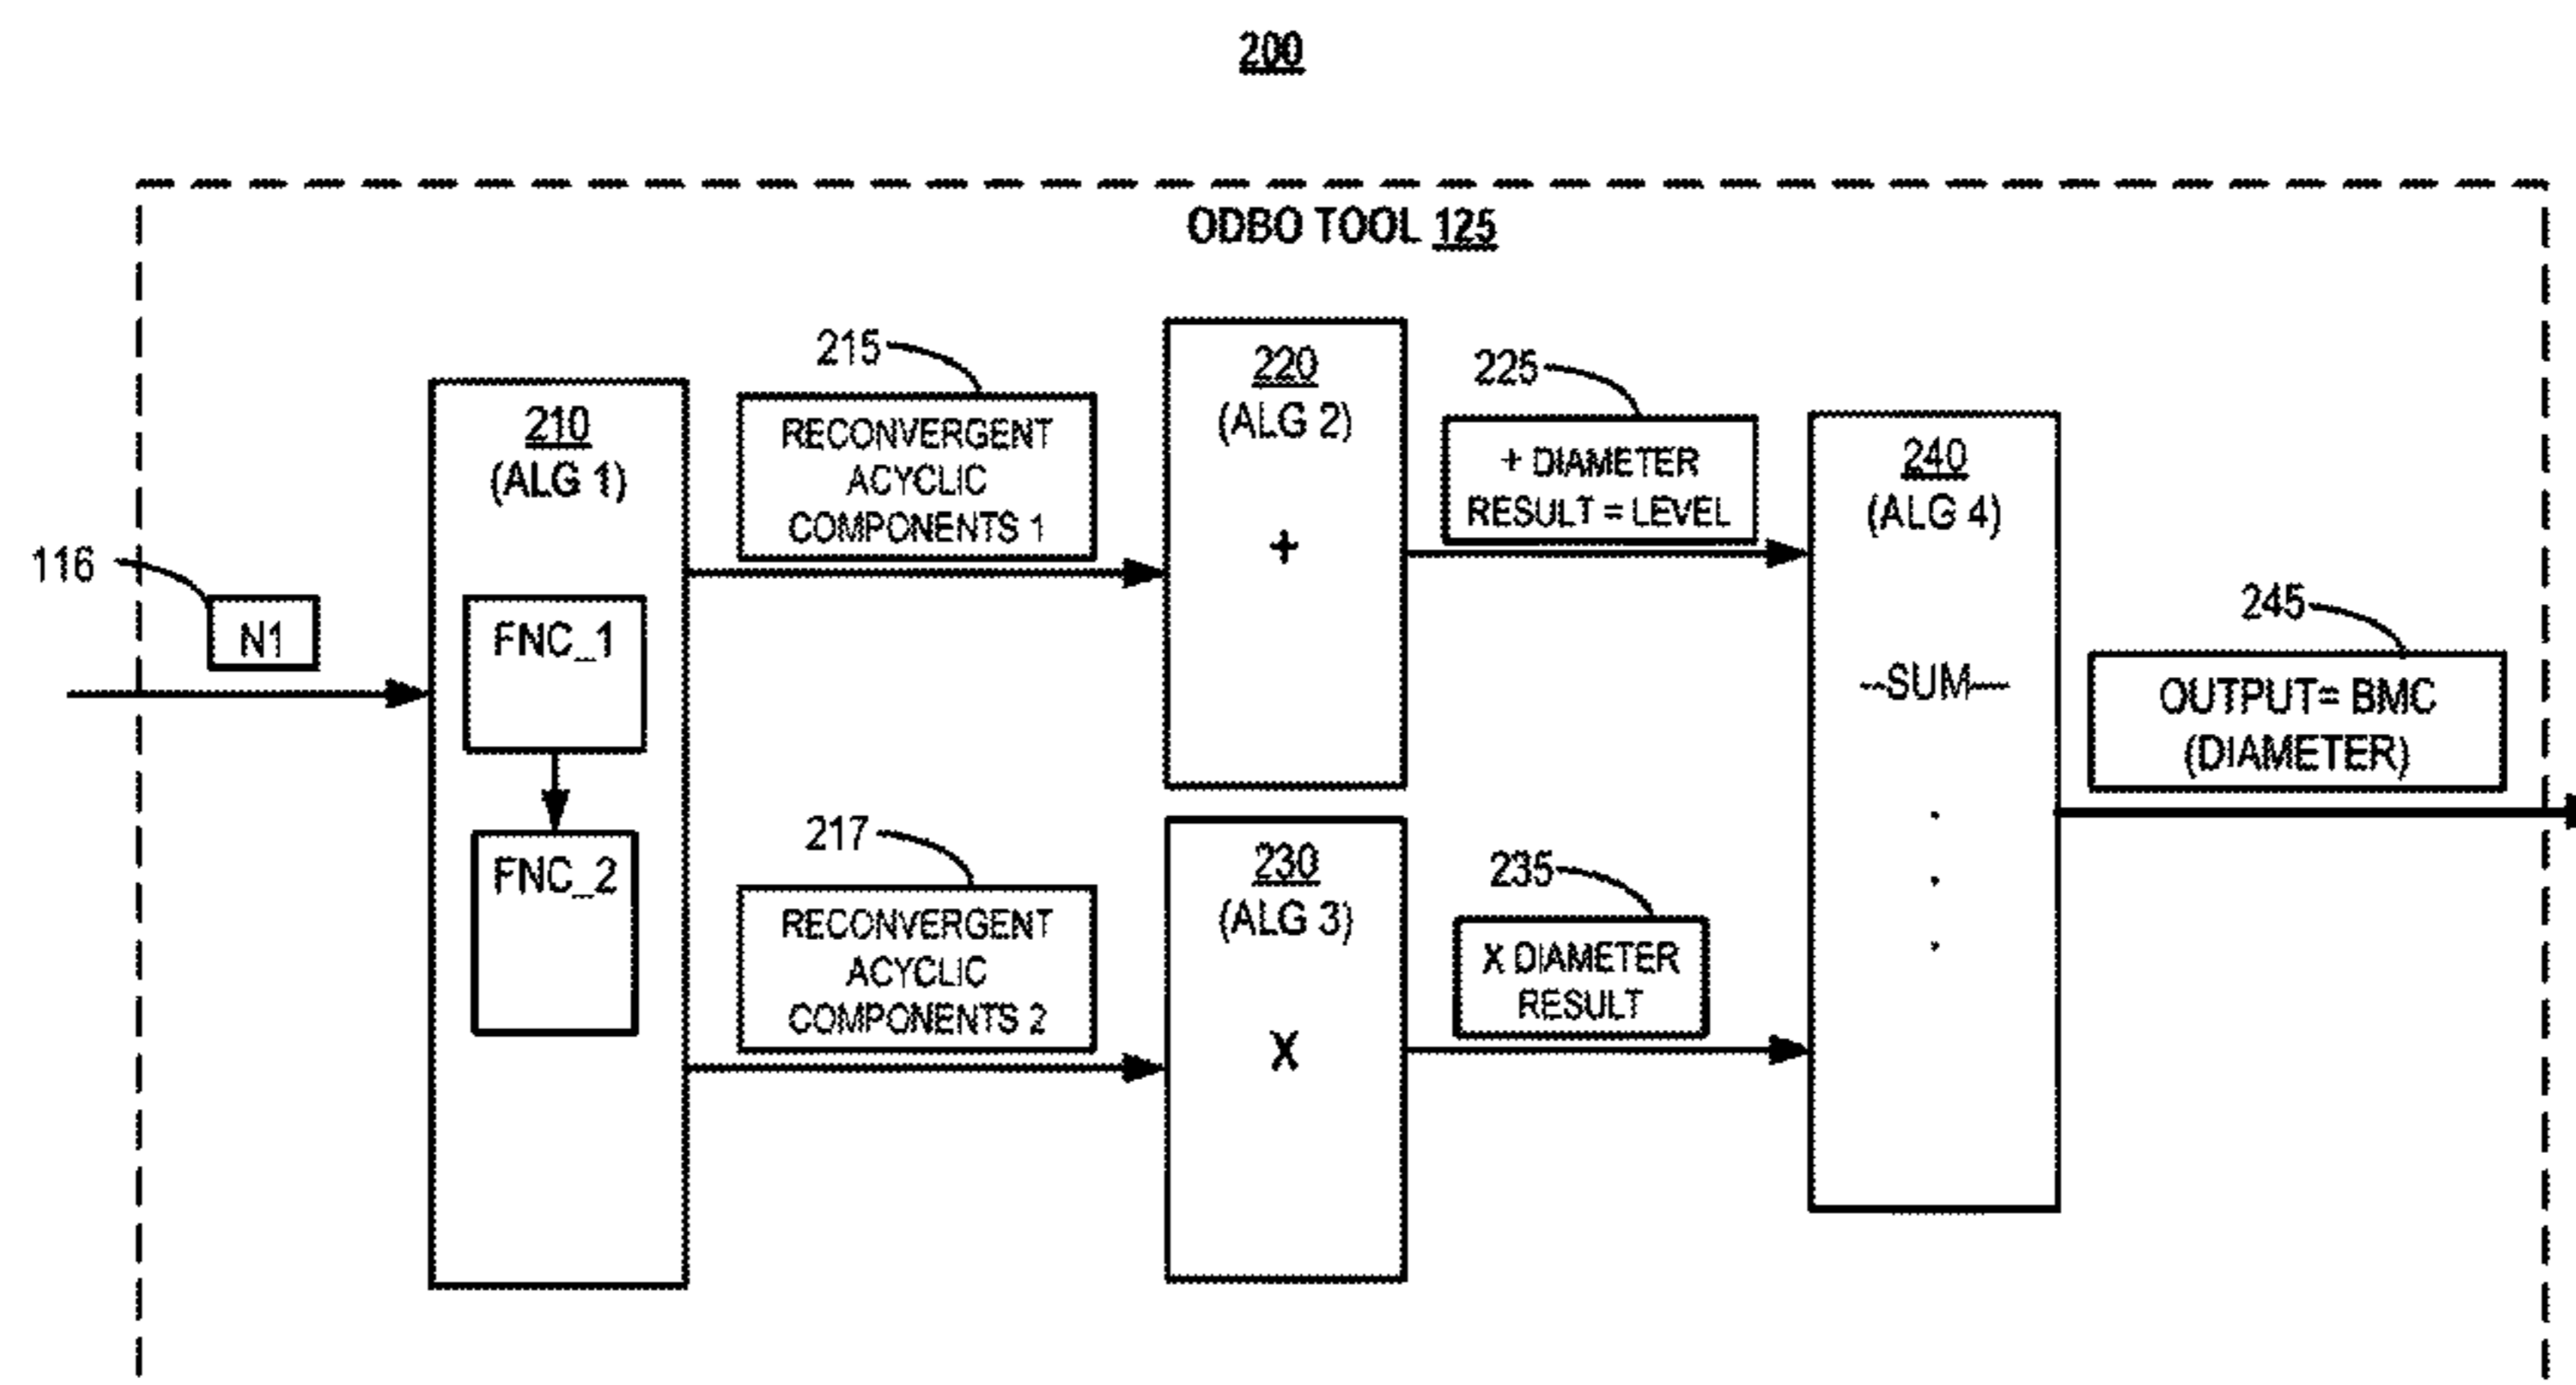 200
ODBO TOOL 125
116
N1
210
(ALG 1)
FNC_1
FNC_2
215
RECONVERGENT
ACYCLIC
COMPONENTS 1
217
RECONVERGENT
ACYCLIC
COMPONENTS 2
220
(ALG 2)
+
230
(ALG 3)
X
225
+ DIAMETER
RESULT = LEVEL
235
X DIAMETER
RESULT
240
(ALG 4)
--SUM---
.
.
.
245
OUTPUT= BMC
(DIAMETER)